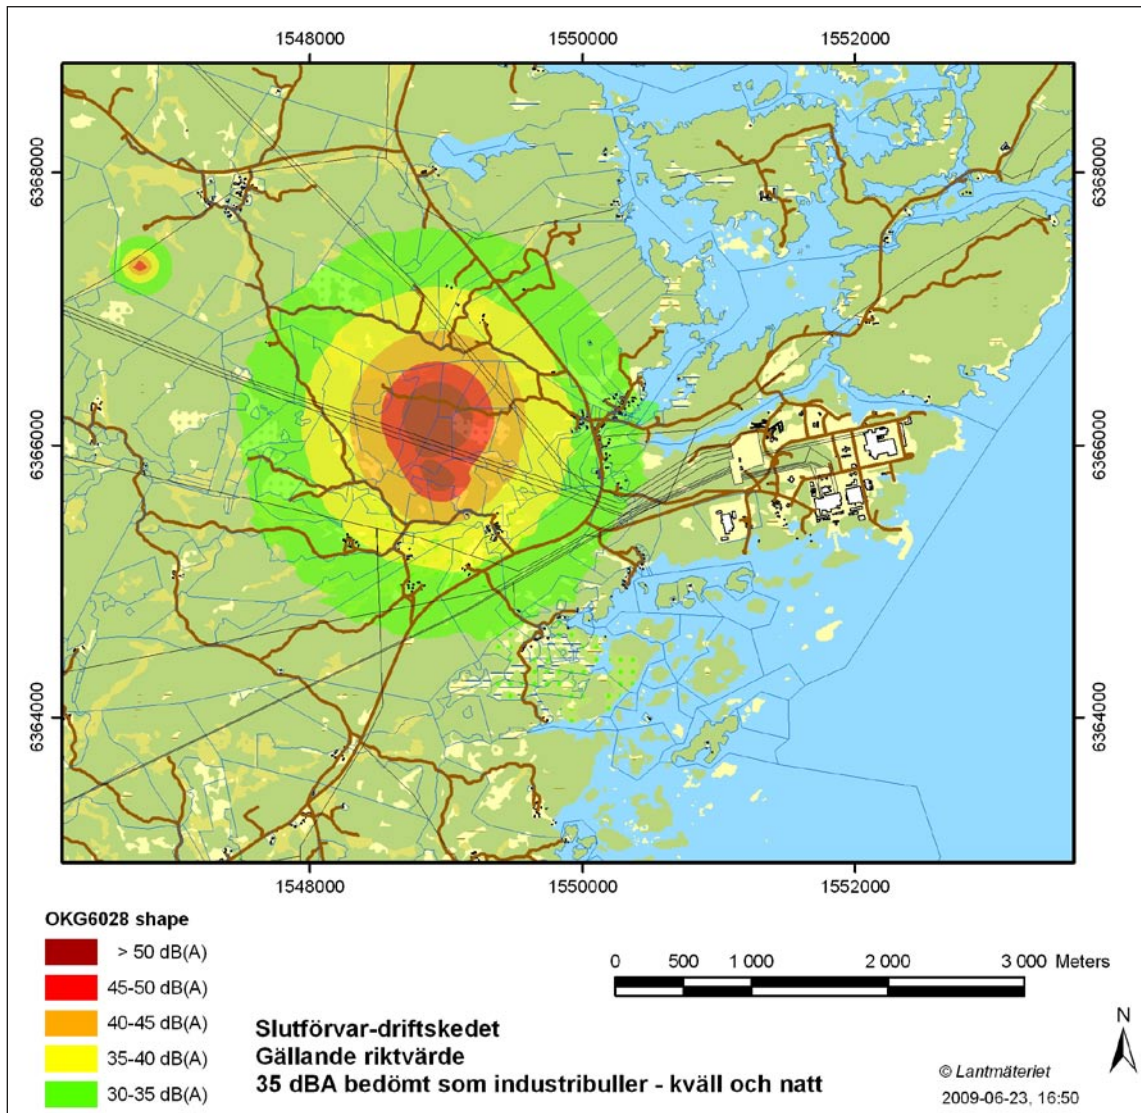 1548000 1550000 1552000
6368000 6368000
6366000 6366000
6364000 6364000
1548000 1550000 1552000
OKG6028 shape
> 50 dB(A)
45-50 dB(A)
40-45 dB(A)
35-40 dB(A)
30-35 dB(A)
0 500 1 000 2 000 3 000 Meters
Slutförvar-driftskedet
Gällande riktvärde
35 dBA bedömt som industribuller - kväll och natt
N
© Lantmäteriet
2009-06-23, 16:50